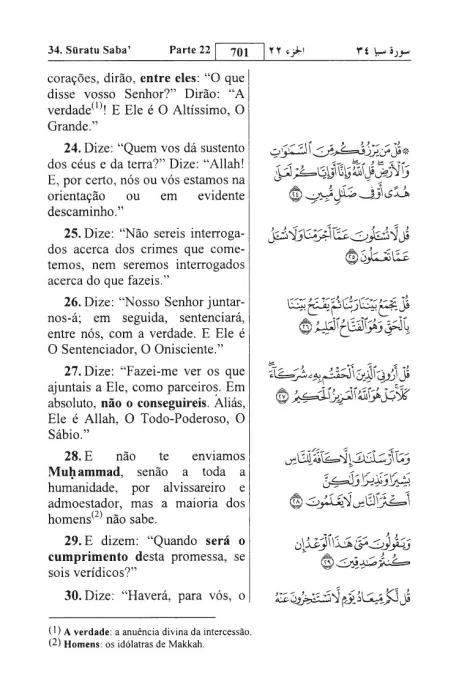 34. Sūratu Saba’ Parte 22 701 الجزء ٢٢ سورة سبأ ٣٤
corações, dirão, entre eles: “O que
disse vosso Senhor?” Dirão: “A
verdade(1)! E Ele é O Altíssimo, O
Grande.”
24. Dize: “Quem vos dá sustento
dos céus e da terra?” Dize: “Allah!
E, por certo, nós ou vós estamos na
orientação ou em evidente
descaminho.”
25. Dize: “Não sereis interroga-
dos acerca dos crimes que come-
temos, nem seremos interrogados
acerca do que fazeis.”
26. Dize: “Nosso Senhor juntar-
nos-á; em seguida, sentenciará,
entre nós, com a verdade. E Ele é
O Sentenciador, O Onisciente.”
27. Dize: “Fazei-me ver os que
ajuntais a Ele, como parceiros. Em
absoluto, não o conseguireis. Aliás,
Ele é Allah, O Todo-Poderoso, O
Sábio.”
28. E não te enviamos
Muḥammad, senão a toda a
humanidade, por alvissareiro e
admoestador, mas a maioria dos
homens(2) não sabe.
29. E dizem: “Quando será o
cumprimento desta promessa, se
sois verídicos?”
30. Dize: “Haverá, para vós, o
۞ قُلْ مَن يَرْزُقُكُم مِّنَ السَّمَٰوَٰتِ
وَالْأَرْضِ قُلِ اللَّهُ وَإِنَّا أَوْ إِيَّاكُمْ لَعَلَىٰ
هُدًى أَوْ فِي ضَلَٰلٍ مُّبِينٍ ٢٤
قُل لَّا تُسْـَٔلُونَ عَمَّا أَجْرَمْنَا وَلَا نُسْـَٔلُ
عَمَّا تَعْمَلُونَ ٢٥
قُلْ يَجْمَعُ بَيْنَنَا رَبُّنَا ثُمَّ يَفْتَحُ بَيْنَنَا
بِالْحَقِّ وَهُوَ الْفَتَّاحُ الْعَلِيمُ ٢٦
قُلْ أَرُونِيَ الَّذِينَ أَلْحَقْتُم بِهِ شُرَكَاءَ
كَلَّا بَلْ هُوَ اللَّهُ الْعَزِيزُ الْحَكِيمُ ٢٧
وَمَا أَرْسَلْنَٰكَ إِلَّا كَافَّةً لِّلنَّاسِ
بَشِيرًا وَنَذِيرًا وَلَٰكِنَّ
أَكْثَرَ النَّاسِ لَا يَعْلَمُونَ ٢٨
وَيَقُولُونَ مَتَىٰ هَٰذَا الْوَعْدُ إِن
كُنتُمْ صَٰدِقِينَ ٢٩
قُل لَّكُم مِّيعَادُ يَوْمٍ لَّا تَسْتَـْٔخِرُونَ عَنْهُ
(1) A verdade: a anuência divina da intercessão.
(2) Homens: os idólatras de Makkah.